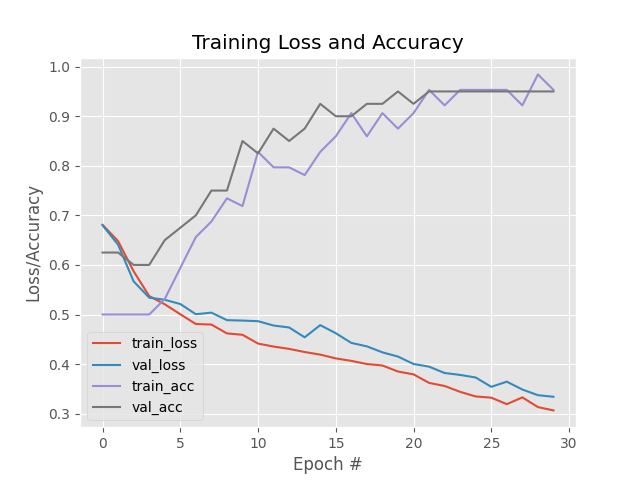 Training Loss and Accuracy
1.0
0.9
0.8
0.7
0.6
0.5
0.4
0.3
Loss/Accuracy
train_loss
val_loss
train_acc
val_acc
0 5 10 15 20 25 30
Epoch #